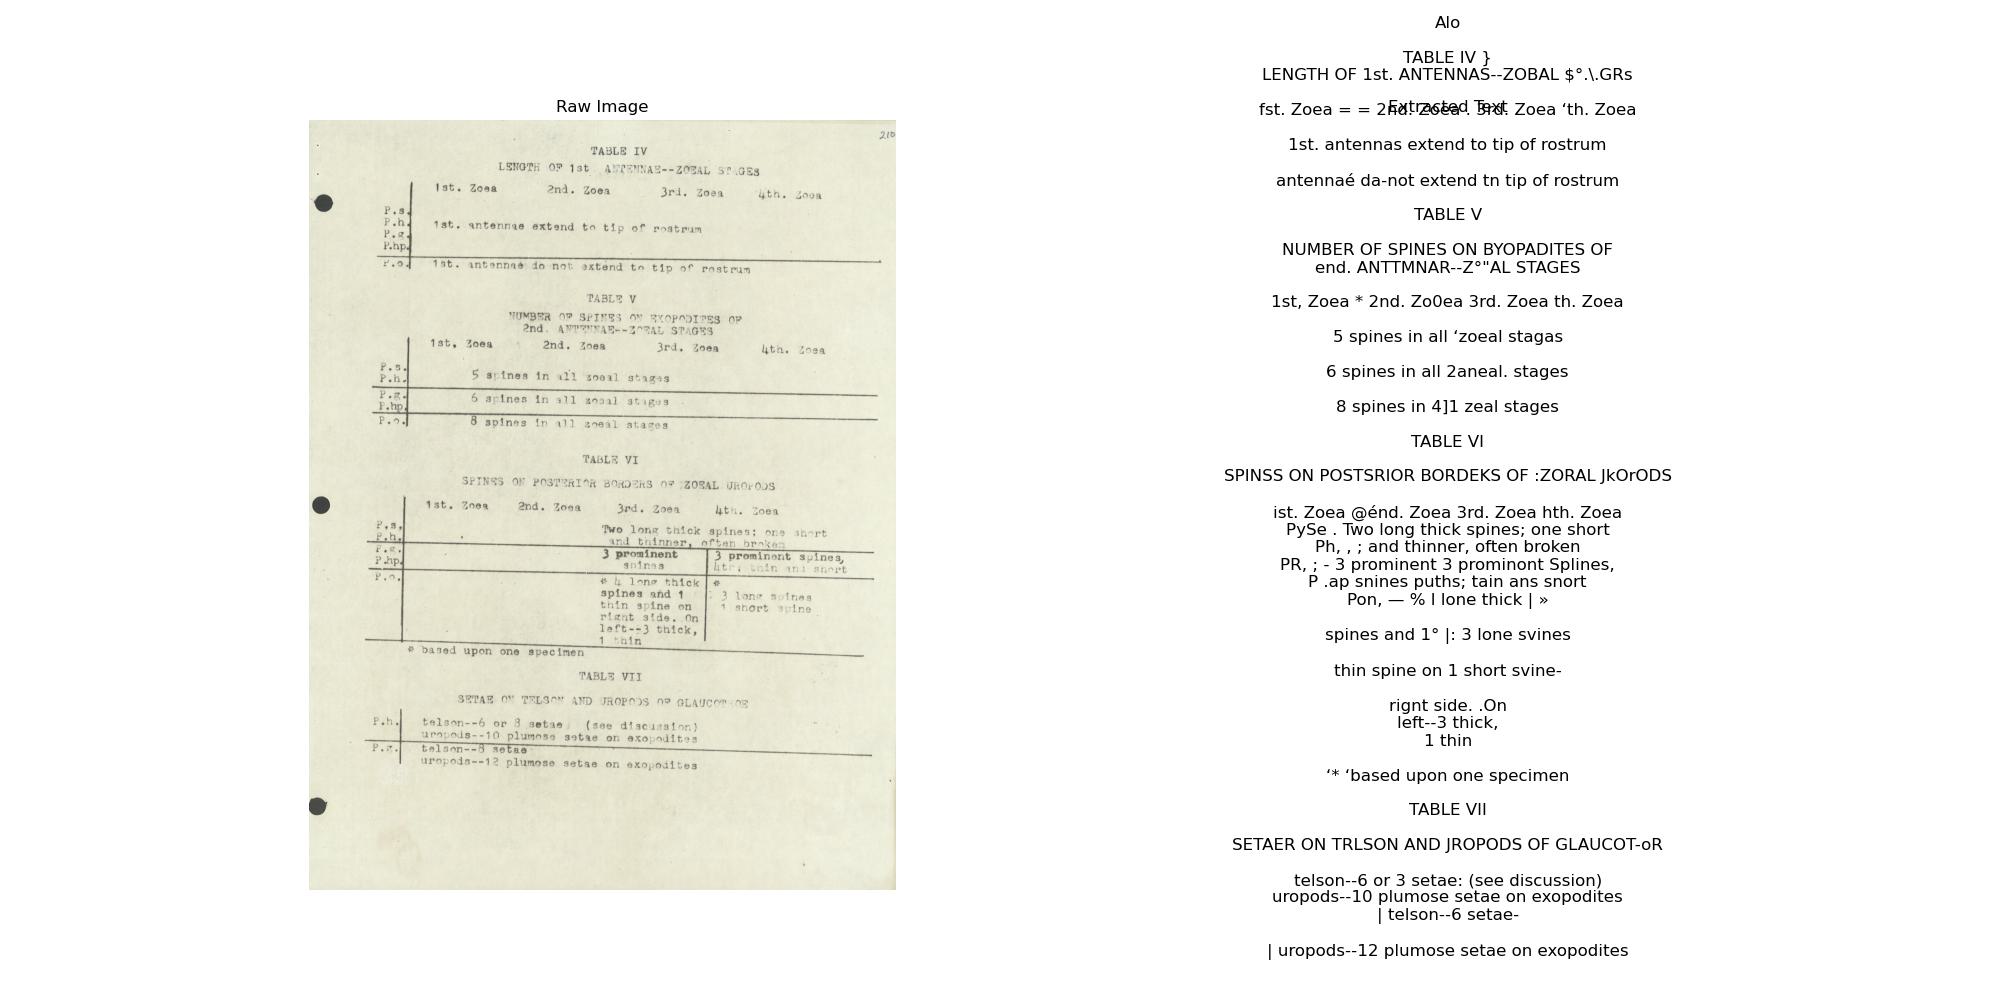 Raw Image
210
TABLE IV
LENGTH OF 1st ANTENNAE--ZOEAL STAGES
1st. Zoea 2nd. Zoea 3rd. Zoea 4th. Zoea
P.s.
P.h. 1st. antennae extend to tip of rostrum
P.g.
P.hp.
P.o. 1st. antennae do not extend to tip of rostrum
TABLE V
NUMBER OF SPINES ON EXOPODITES OF
2nd. ANTENNAE--ZOEAL STAGES
1st. Zoea 2nd. Zoea 3rd. Zoea 4th. Zoea
P.s.
P.h. 5 spines in all zoeal stages
P.g. 6 spines in all zoeal stages
P.hp.
P.o. 8 spines in all zoeal stages
TABLE VI
SPINES ON POSTERIOR BORDERS OF ZOEAL UROPODS
1st. Zoea 2nd. Zoea 3rd. Zoea 4th. Zoea
P.s. Two long thick spines; one short
P.h. and thinner, often broken
P.g. 3 prominent 3 prominent spines,
P.hp. spines 4th; thin and short
P.o. * 4 long thick *
spines and 1 3 long spines
thin spine on 1 short spine
right side. On
left--3 thick,
1 thin
* based upon one specimen
TABLE VII
SETAE ON TELSON AND UROPODS OF GLAUCOTHOE
P.h. telson--6 or 8 setae (see discussion)
uropods--10 plumose setae on exopodites
P.g. telson--8 setae
uropods--12 plumose setae on exopodites
Alo
TABLE IV }
LENGTH OF 1st. ANTENNAS--ZOBAL $°.\.GRs
Extracted Text
fst. Zoea = = 2nd. Zoea . 3rd. Zoea ‘th. Zoea
1st. antennas extend to tip of rostrum
antennaé da-not extend tn tip of rostrum
TABLE V
NUMBER OF SPINES ON BYOPADITES OF
end. ANTTMNAR--Z°"AL STAGES
1st, Zoea * 2nd. Zo0ea 3rd. Zoea th. Zoea
5 spines in all ‘zoeal stagas
6 spines in all 2aneal. stages
8 spines in 4]1 zeal stages
TABLE VI
SPINSS ON POSTSRIOR BORDEKS OF :ZORAL JkOrODS
ist. Zoea @énd. Zoea 3rd. Zoea hth. Zoea
PySe . Two long thick spines; one short
Ph, , ; and thinner, often broken
PR, ; - 3 prominent 3 prominont Splines,
P .ap snines puths; tain ans snort
Pon, — % l lone thick | »
spines and 1° |: 3 lone svines
thin spine on 1 short svine-
rignt side. .On
left--3 thick,
1 thin
‘* ‘based upon one specimen
TABLE VII
SETAER ON TRLSON AND JROPODS OF GLAUCOT-oR
telson--6 or 3 setae: (see discussion)
uropods--10 plumose setae on exopodites
| telson--6 setae-
| uropods--12 plumose setae on exopodites